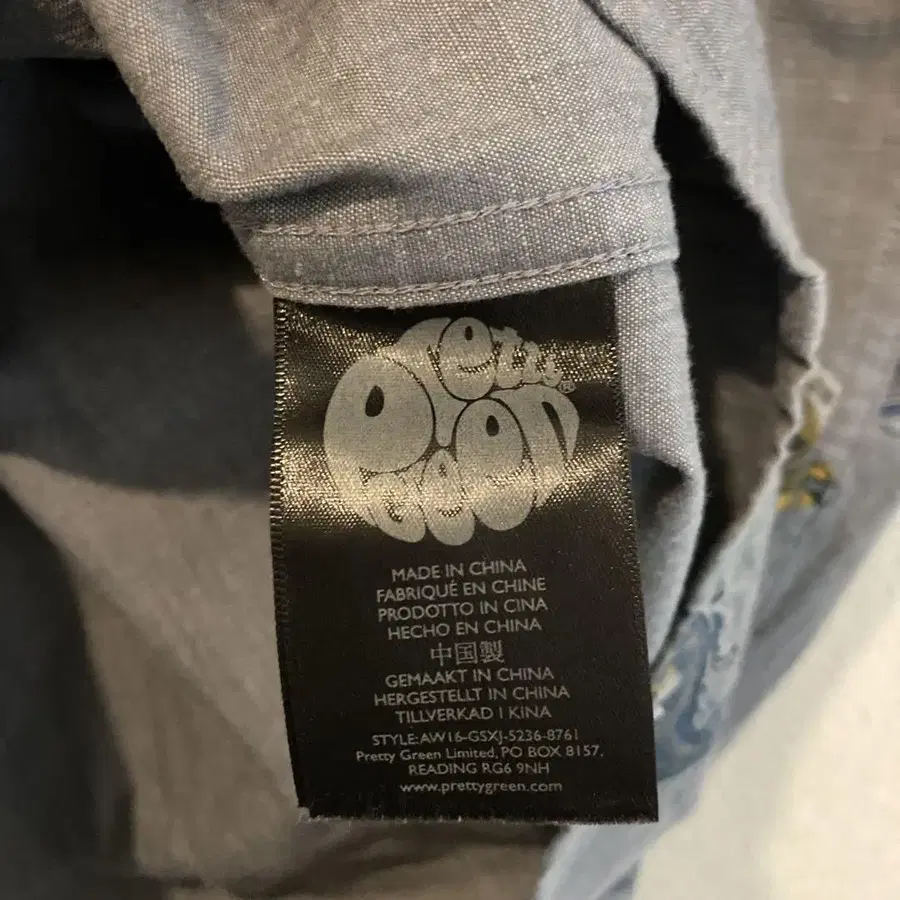 Pretty
Green®
MADE IN CHINA
FABRIQUÉ EN CHINE
PRODOTTO IN CINA
HECHO EN CHINA
中国製
GEMAAKT IN CHINA
HERGESTELLT IN CHINA
TILLVERKAD I KINA
STYLE:AW16-GSXJ-5236-8761
Pretty Green Limited, PO BOX 8157,
READING RG6 9NH
www.prettygreen.com